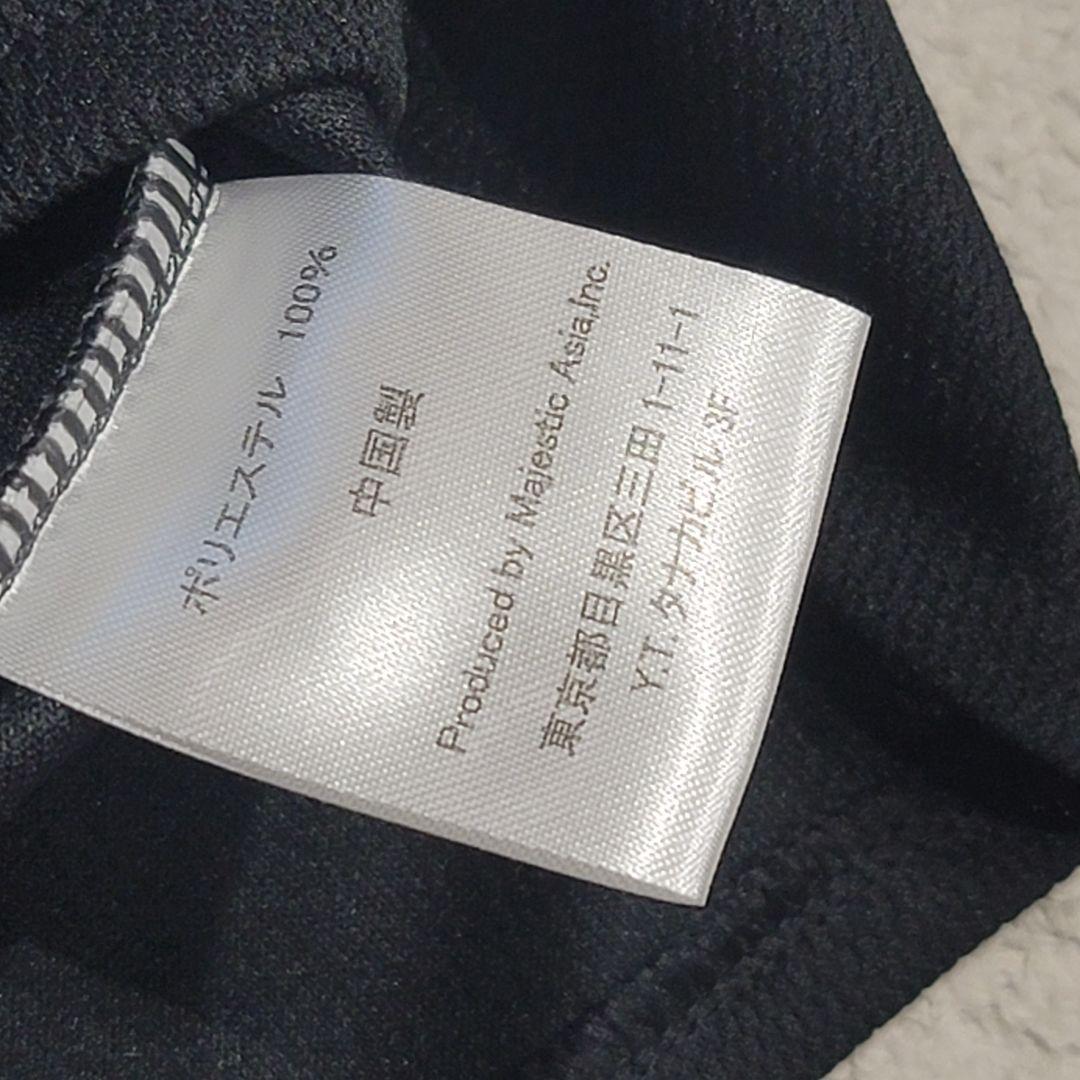 ポリエステル 100%
中国製
Produced by Majestic Asia,Inc.
東京都目黒区三田 1-11-1
Y.T. タナカビル 3F